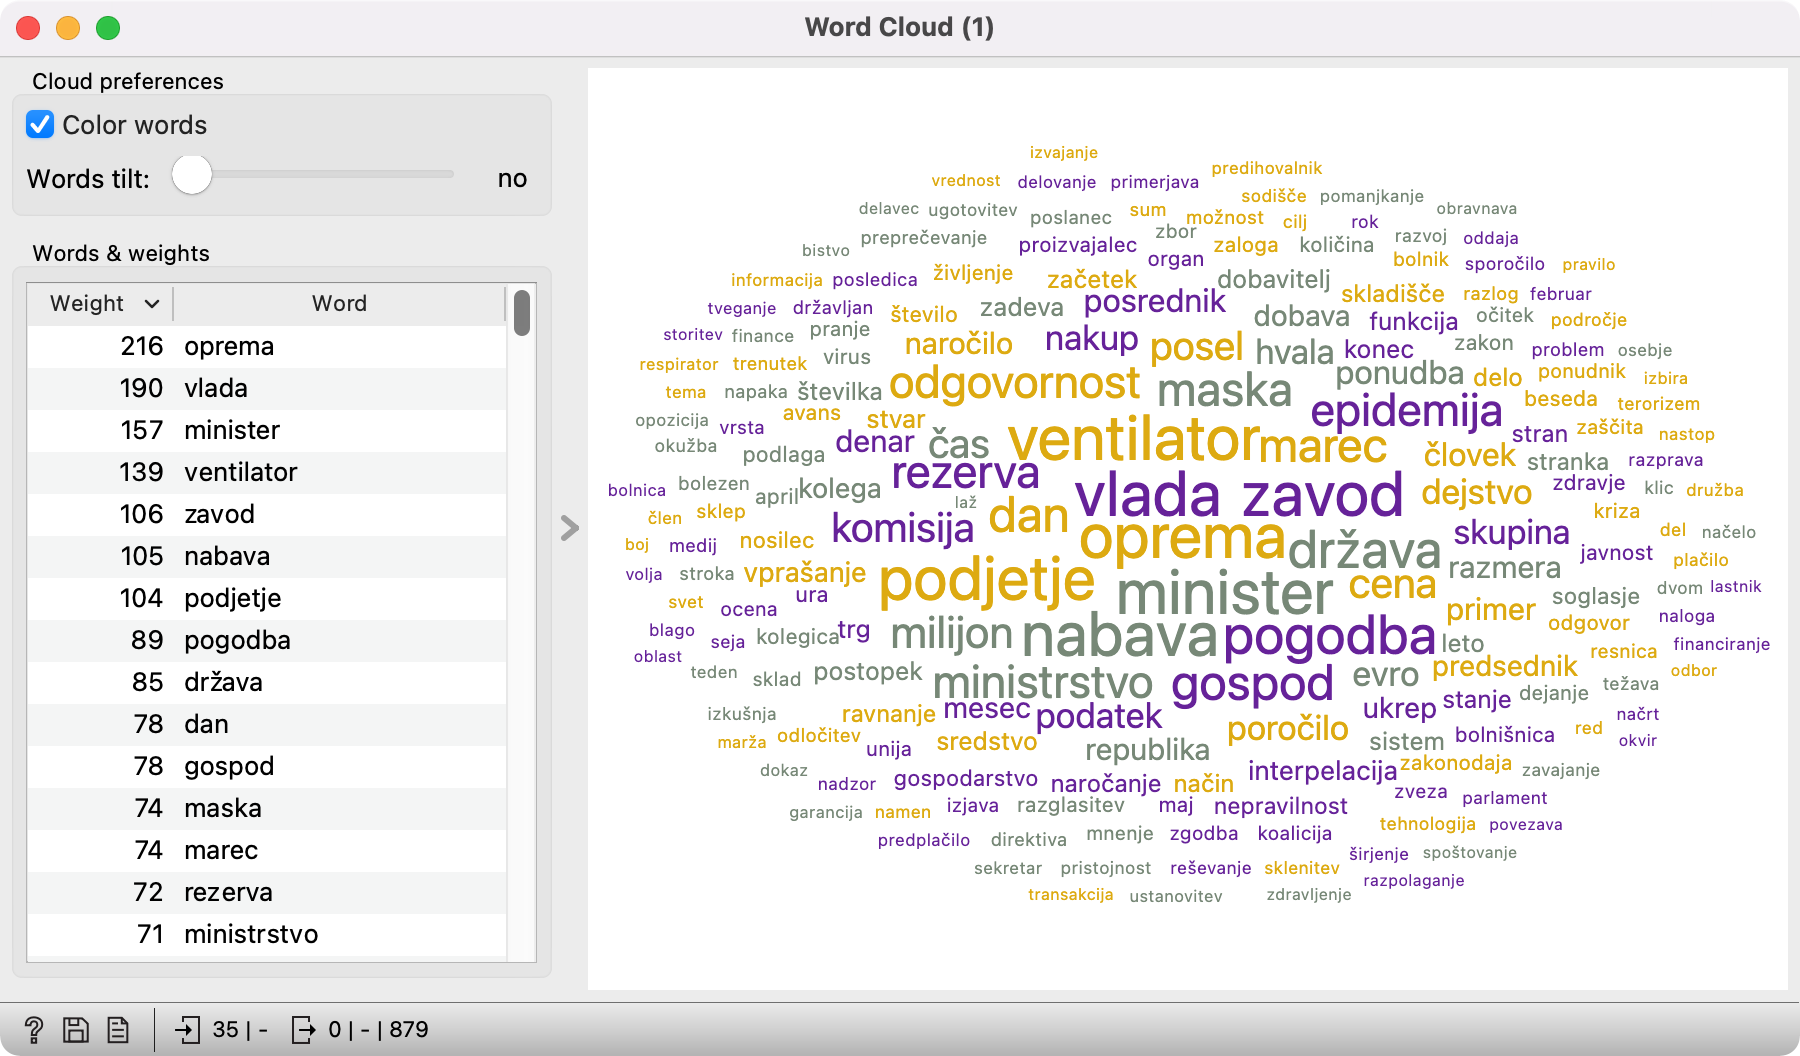 Word Cloud (1)
Cloud preferences
Color words
Words tilt: no
Words & weights
Weight Word
216 oprema
190 vlada
157 minister
139 ventilator
106 zavod
105 nabava
104 podjetje
89 pogodba
85 država
78 dan
78 gospod
74 maska
74 marec
72 rezerva
71 ministrstvo
izvajanje
vrednost delovanje primerjava predihovalnik
sodišče pomanjkanje
delavec ugotovitev poslanec sum možnost cilj rok obravnava
bistvo preprečevanje proizvajalec zbor zaloga količina razvoj oddaja
organ bolnik sporočilo pravilo
informacija posledica življenje začetek dobavitelj skladišče razlog februar
tveganje državljan število zadeva posrednik dobava funkcija očitek področje
storitev finance pranje naročilo nakup posel hvala konec zakon problem osebje
respirator trenutek virus
tema napaka številka odgovornost maska ponudba delo ponudnik izbira
opozicija vrsta avans stvar epidemija beseda terorizem
okužba podlaga denar čas ventilator marec človek stran zaščita nastop
stranka razprava
bolnica bolezen april kolega rezerva laž vlada zavod dejstvo zdravje klic družba
član sklep komisija dan kriza
boj medij nosilec oprema država skupina javnost del načelo
volja stroka vprašanje podjetje minister cena razmera plačilo
svet ocena ura primer soglasje dvom lastnik
blago seja kolegica trg milijon nabava pogodba leto odgovor naloga
oblast resnica financiranje
teden sklad postopek ministrstvo gospod evro predsednik odbor
izkušnja ravnanje mesec podatek ukrep stanje dejanje težava
marža odločitev unija sredstvo republika poročilo sistem bolnišnica red načrt
okvir
dokaz nadzor gospodarstvo naročanje način interpelacija zakonodaja zavajanje
garancija namen izjava razglasitev maj nepravilnost zveza parlament
predplačilo direktiva mnenje zgodba koalicija tehnologija povezava
sekretar pristojnost reševanje sklenitev širjenje spoštovanje
transakcija ustanovitev zdravljenje razpolaganje
? 35 | - 0 | - | 879